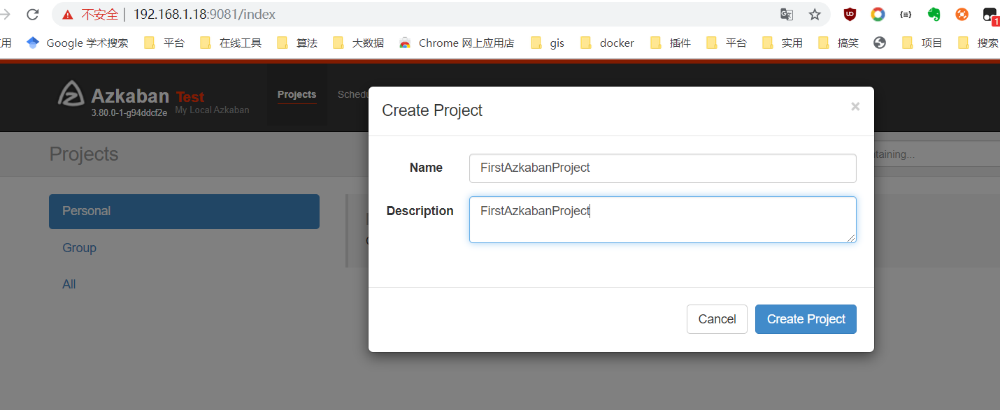 不安全 | 192.168.1.18:9081/index
用 Google 学术搜索 平台 在线工具 算法 大数据 Chrome 网上应用店 gis docker 插件 平台 实用 搞笑 项目 搜索
Azkaban Test
3.80.0-1-g94ddcf2e My Local Azkaban
Projects Schedu
Create Project ×
Projects
taining...
Name FirstAzkabanProject
Description FirstAzkabanProject
Personal
Group
All
Cancel Create Project